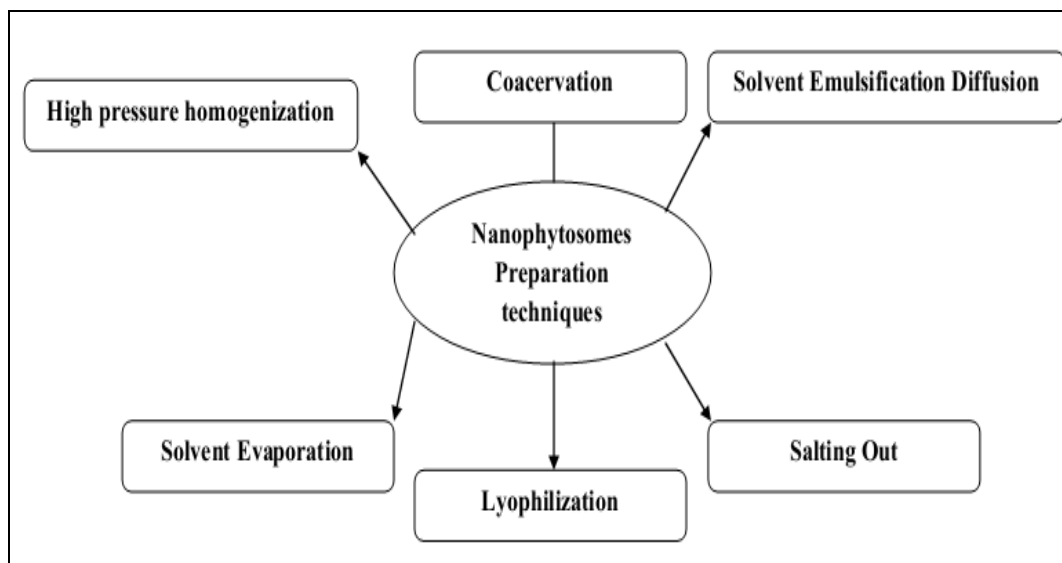 Coacervation
Solvent Emulsification Diffusion
High pressure homogenization
Nanophytosomes
Preparation
techniques
Solvent Evaporation
Salting Out
Lyophilization